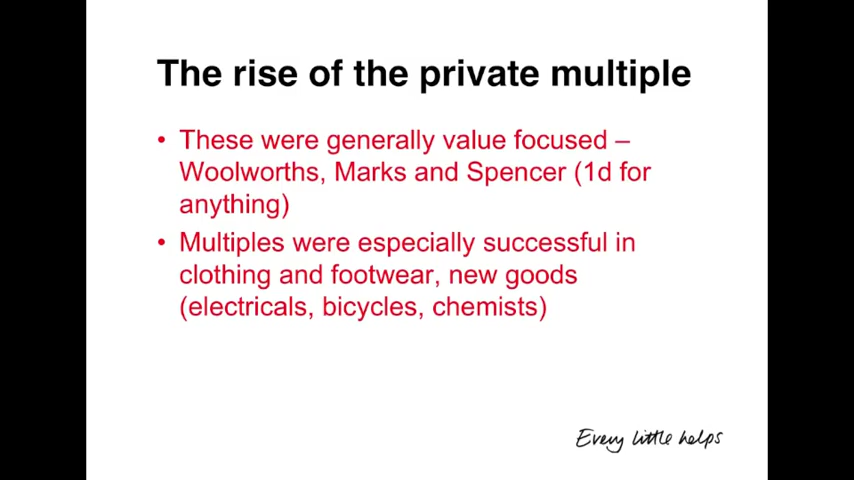 The rise of the private multiple
• These were generally value focused –
Woolworths, Marks and Spencer (1d for
anything)
• Multiples were especially successful in
clothing and footwear, new goods
(electricals, bicycles, chemists)
Every little helps